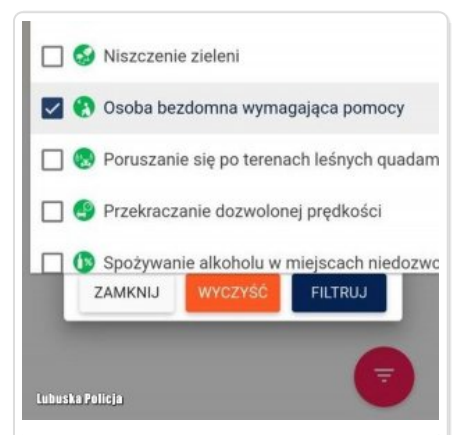 Niszczenie zieleni
Osoba bezdomna wymagająca pomocy
Poruszanie się po terenach leśnych quadam
Przekraczanie dozwolonej prędkości
Spożywanie alkoholu w miejscach niedozwo
ZAMKNIJ WYCZYŚĆ FILTRUJ
Lubuska Policja